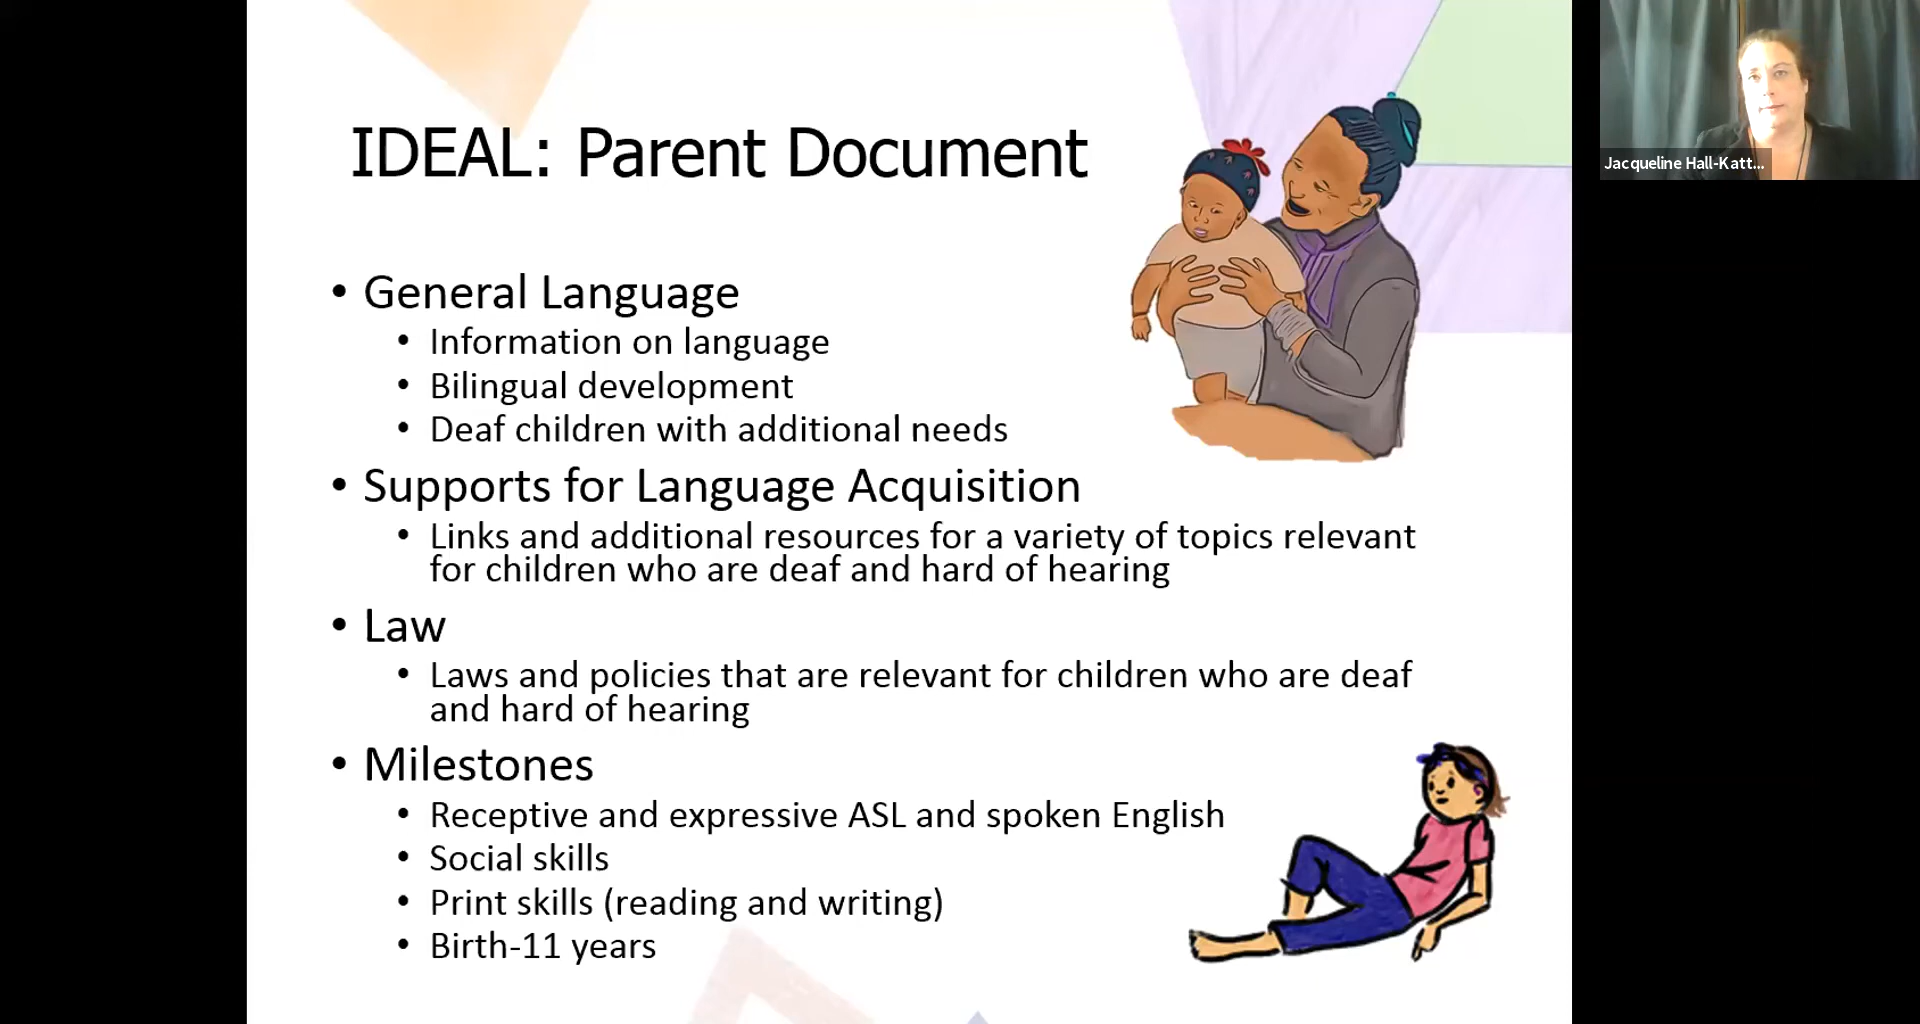 IDEAL: Parent Document
• General Language
• Information on language
• Bilingual development
• Deaf children with additional needs
• Supports for Language Acquisition
• Links and additional resources for a variety of topics relevant
for children who are deaf and hard of hearing
• Law
• Laws and policies that are relevant for children who are deaf
and hard of hearing
• Milestones
• Receptive and expressive ASL and spoken English
• Social skills
• Print skills (reading and writing)
• Birth-11 years
Jacqueline Hall-Katt...